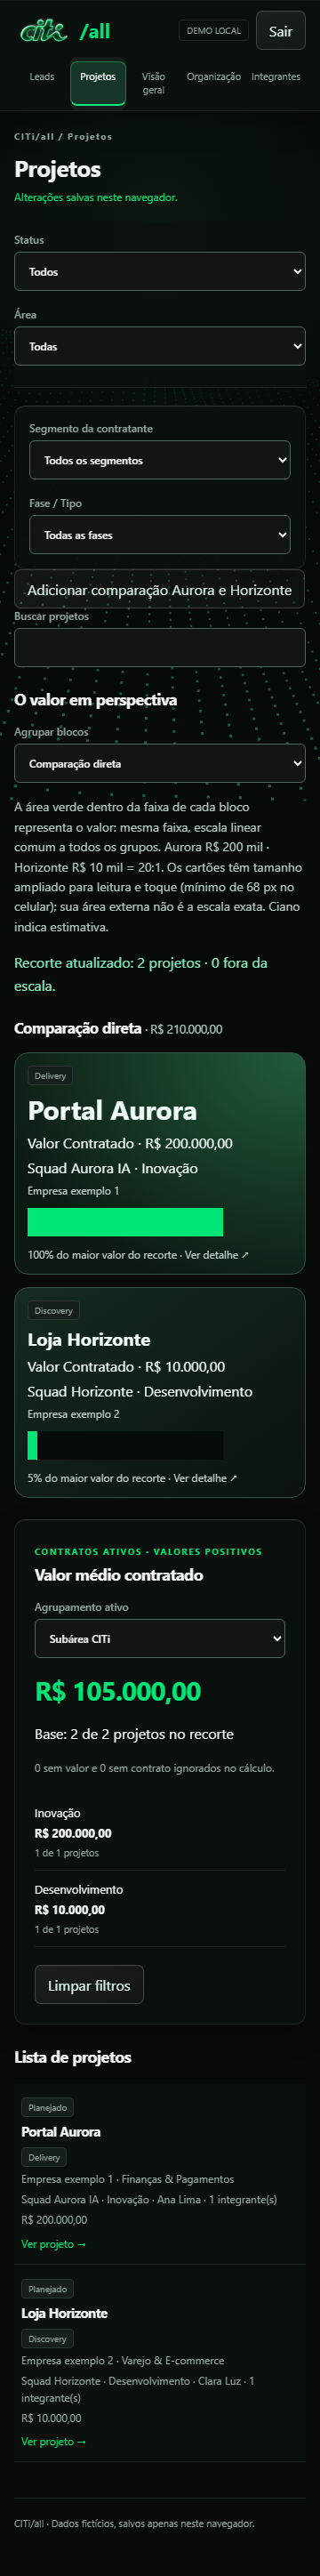 citi /all
DEMO LOCAL
Sair
Leads
Projetos
Visão
geral
Organização
Integrantes
CITi/all / Projetos
Projetos
Alterações salvas neste navegador.
Status
Todos
Área
Todas
Segmento da contratante
Todos os segmentos
Fase / Tipo
Todas as fases
Adicionar comparação Aurora e Horizonte
Buscar projetos
O valor em perspectiva
Agrupar blocos
Comparação direta
A área verde dentro da faixa de cada bloco
representa o valor: mesma faixa, escala linear
comum a todos os grupos. Aurora R$ 200 mil ·
Horizonte R$ 10 mil = 20:1. Os cartões têm tamanho
ampliado para leitura e toque (mínimo de 68 px no
celular); sua área externa não é a escala exata. Ciano
indica estimativa.
Recorte atualizado: 2 projetos · 0 fora da
escala.
Comparação direta · R$ 210.000,00
Delivery
Portal Aurora
Valor Contratado · R$ 200.000,00
Squad Aurora IA · Inovação
Empresa exemplo 1
100% do maior valor do recorte · Ver detalhe ↗
Discovery
Loja Horizonte
Valor Contratado · R$ 10.000,00
Squad Horizonte · Desenvolvimento
Empresa exemplo 2
5% do maior valor do recorte · Ver detalhe ↗
CONTRATOS ATIVOS · VALORES POSITIVOS
Valor médio contratado
Agrupamento ativo
Subárea CITi
R$ 105.000,00
Base: 2 de 2 projetos no recorte
0 sem valor e 0 sem contrato ignorados no cálculo.
Inovação
R$ 200.000,00
1 de 1 projetos
Desenvolvimento
R$ 10.000,00
1 de 1 projetos
Limpar filtros
Lista de projetos
Planejado
Portal Aurora
Delivery
Empresa exemplo 1 · Finanças & Pagamentos
Squad Aurora IA · Inovação · Ana Lima · 1 integrante(s)
R$ 200.000,00
Ver projeto →
Planejado
Loja Horizonte
Discovery
Empresa exemplo 2 · Varejo & E-commerce
Squad Horizonte · Desenvolvimento · Clara Luz · 1
integrante(s)
R$ 10.000,00
Ver projeto →
CITi/all · Dados fictícios, salvos apenas neste navegador.